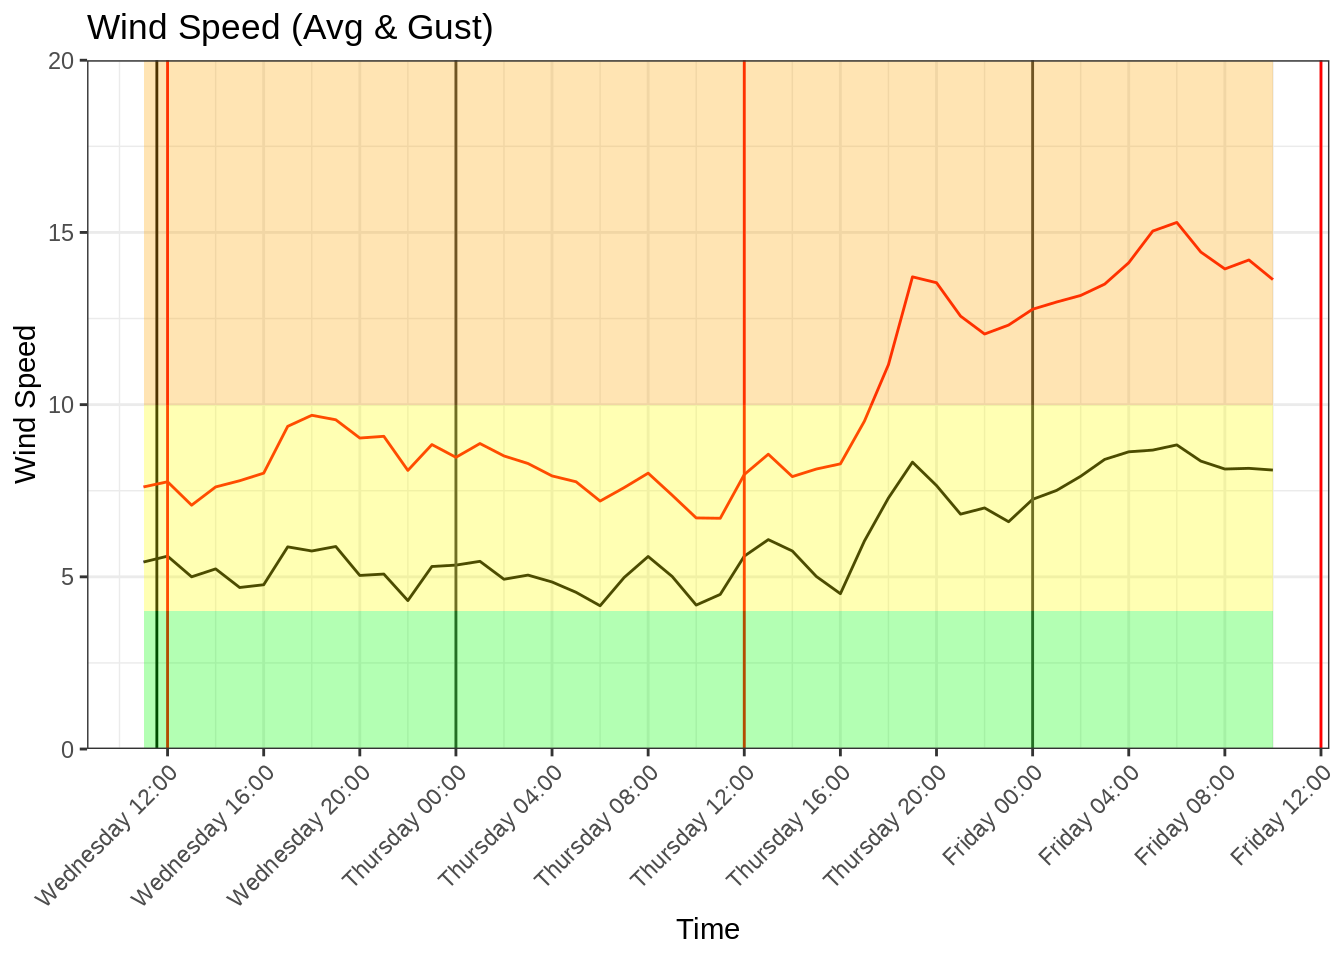 Wind Speed (Avg & Gust)
20
15
10
5
0
Wind Speed
Wednesday 12:00
Wednesday 16:00
Wednesday 20:00
Thursday 00:00
Thursday 04:00
Thursday 08:00
Thursday 12:00
Thursday 16:00
Thursday 20:00
Friday 00:00
Friday 04:00
Friday 08:00
Friday 12:00
Time